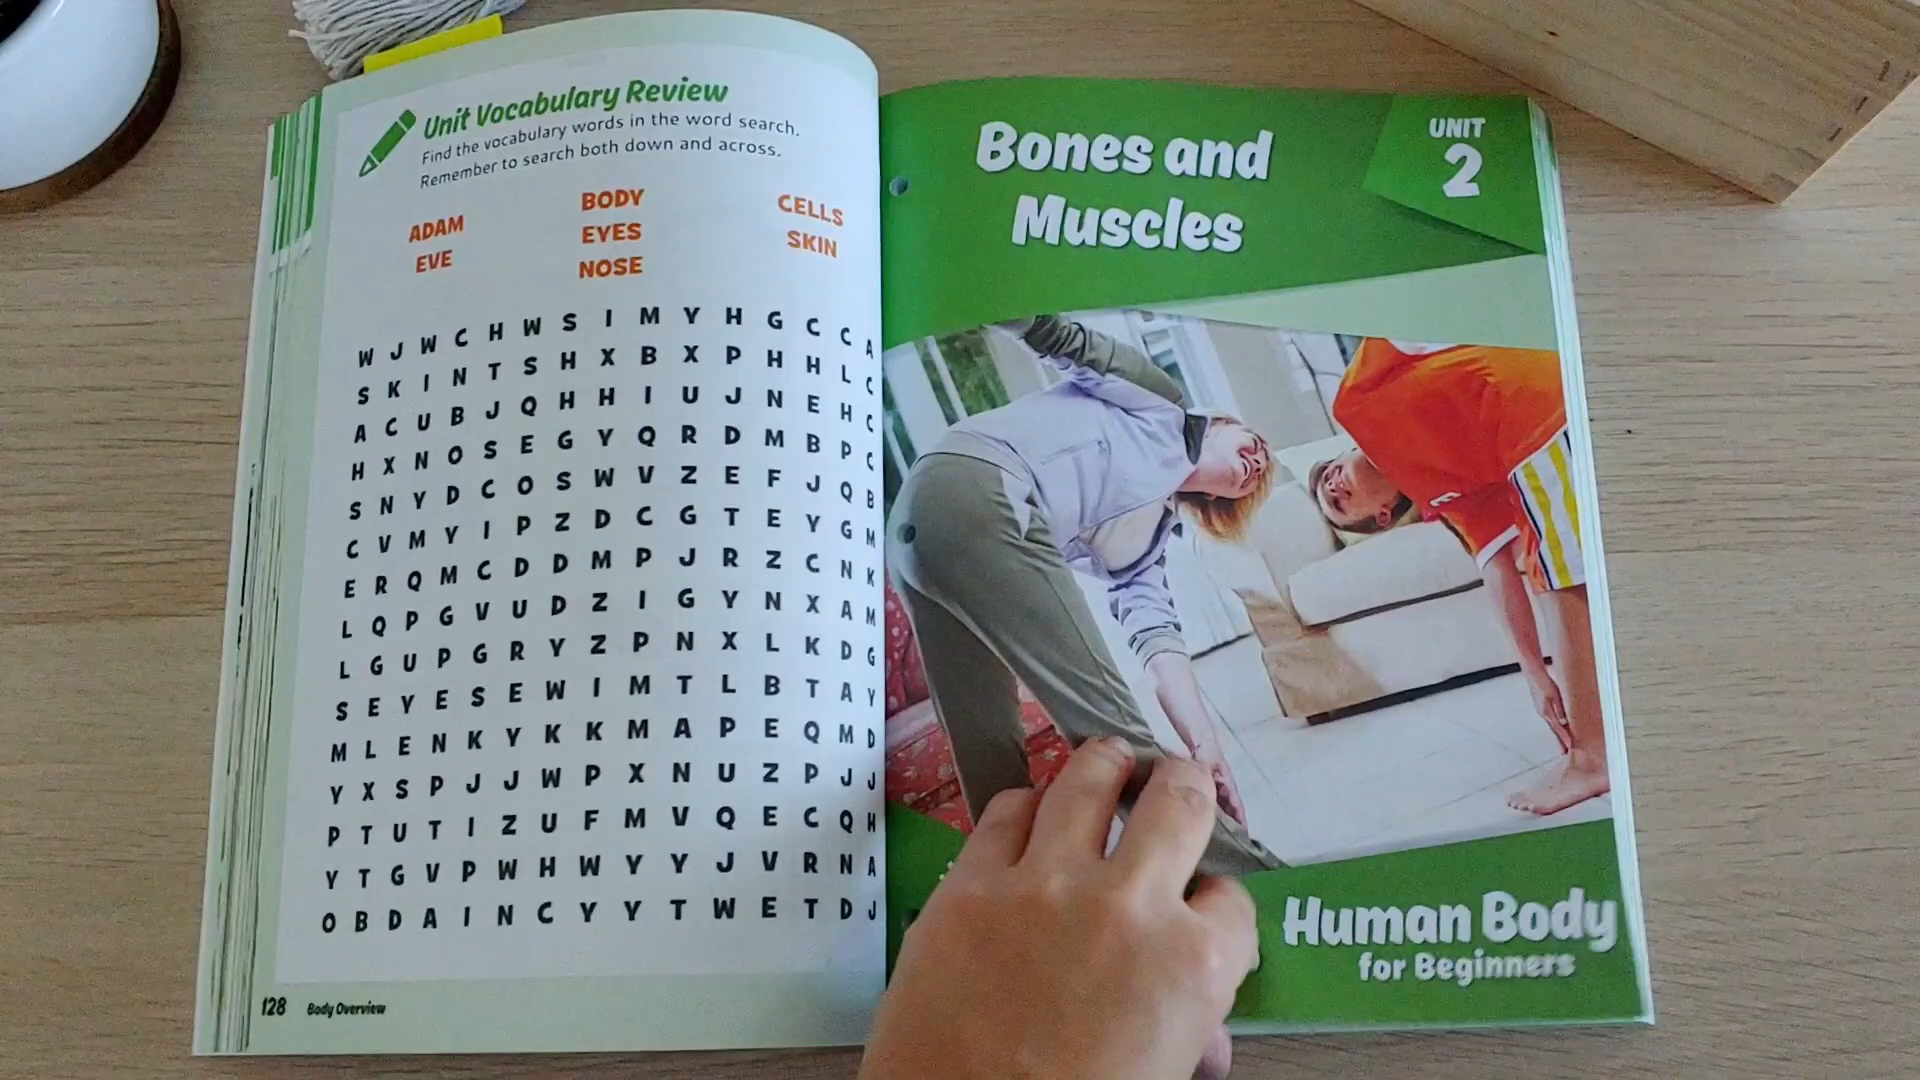 Unit Vocabulary Review
Find the vocabulary words in the word search.
Remember to search both down and across.
ADAM BODY CELLS
EVE EYES SKIN
NOSE
W J W C H W S I M Y H G C C A
S K I N T S H X B X P H H L C
A C U B J Q H H I U J N E H C
H X N O S E G Y Q R D M B P C
S N Y D C O S W V Z E F J Q B
C V M Y I P Z D C G T E Y G M
E R Q M C D D M P J R Z C N K
L Q P G V U D Z I G Y N X A M
L G U P G R Y Z P N X L K D G
S E Y E S E W I M T L B T A Y
M L E N K Y K K M A P E Q M D
Y X S P J J W P X N U Z P J J
P T U T I Z U F M V Q E C Q H
Y T G V P W H W Y Y J V R N A
O B D A I N C Y Y T W E T D J
128 Body Overview
UNIT
2
Bones and
Muscles
Human Body
for Beginners